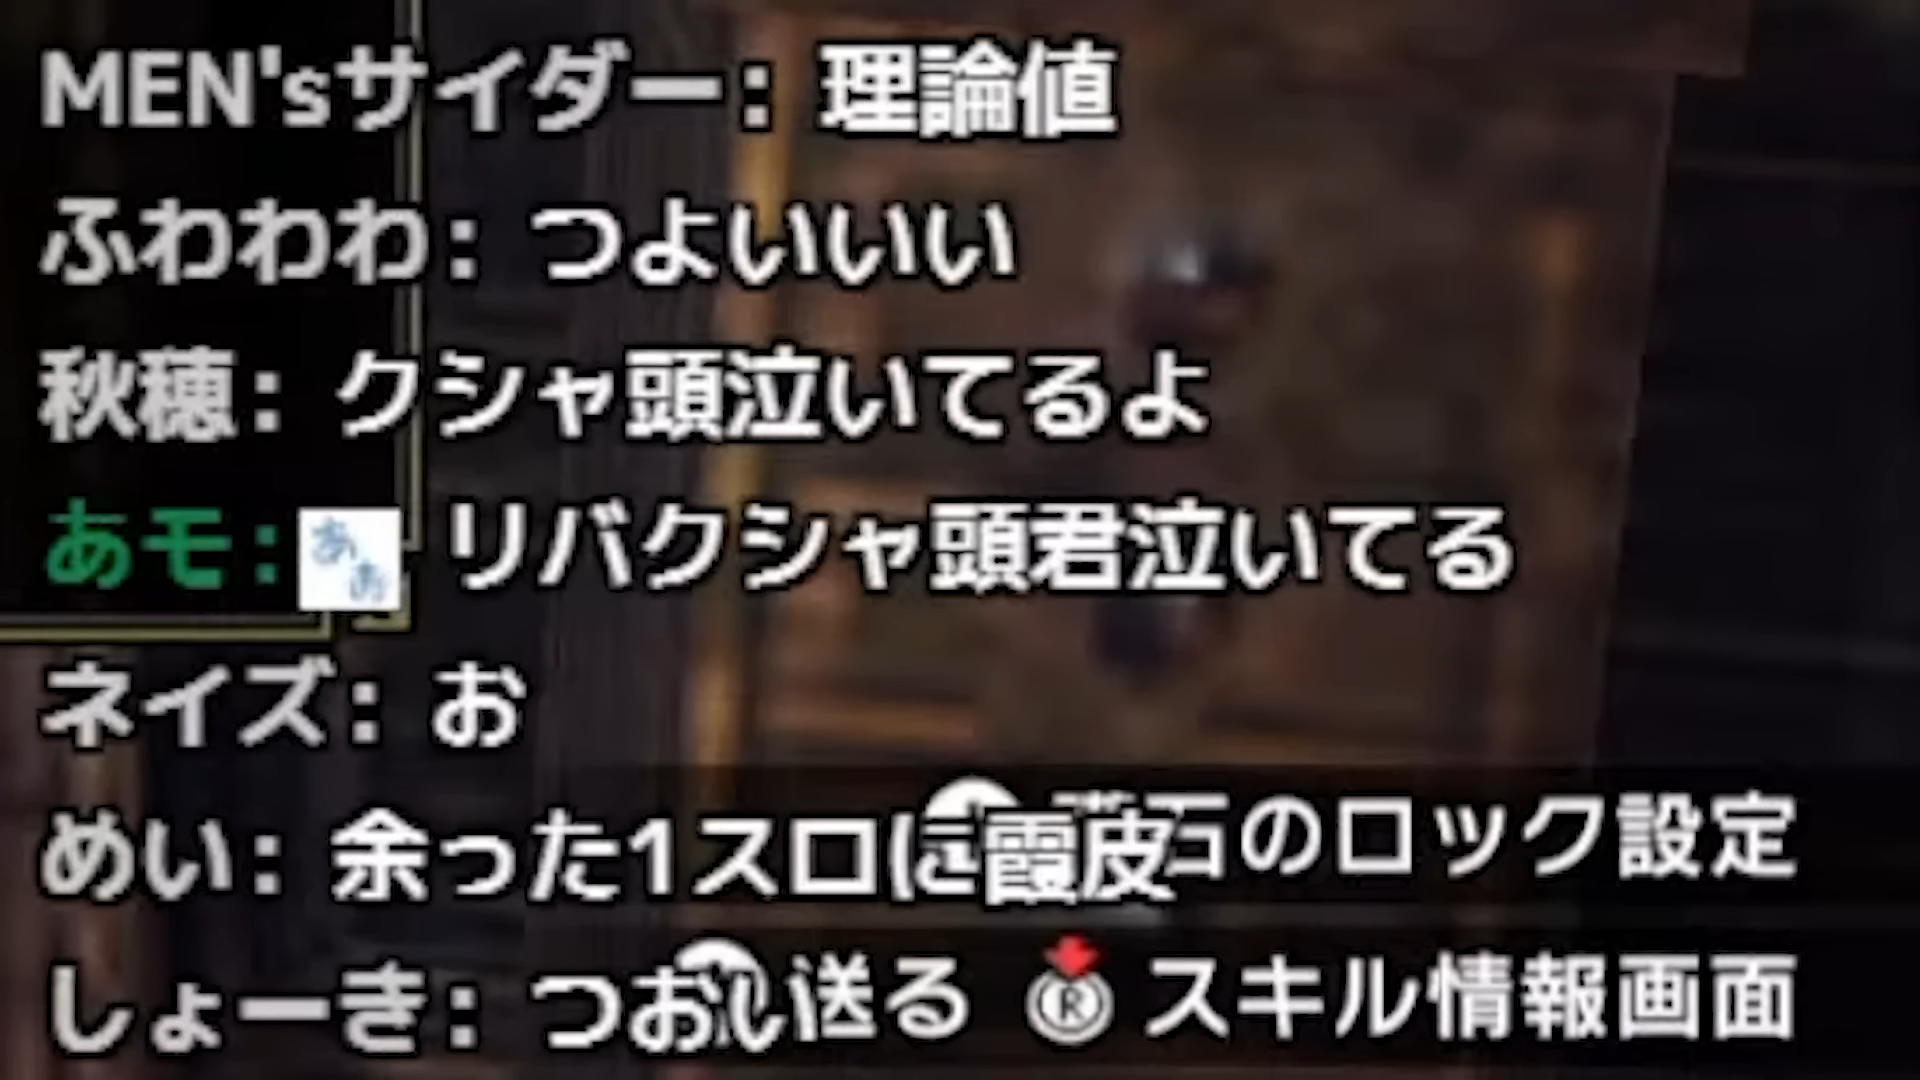 MEN'sサイダー： 理論値
ふわわわ： つよいいい
秋穂： クシャ頭泣いてるよ
あモ： ああ リバクシャ頭君泣いてる
ネイズ： お
めい： 余った1スロに霞皮
石のロック設定
しょーき： つおい
送る R スキル情報画面